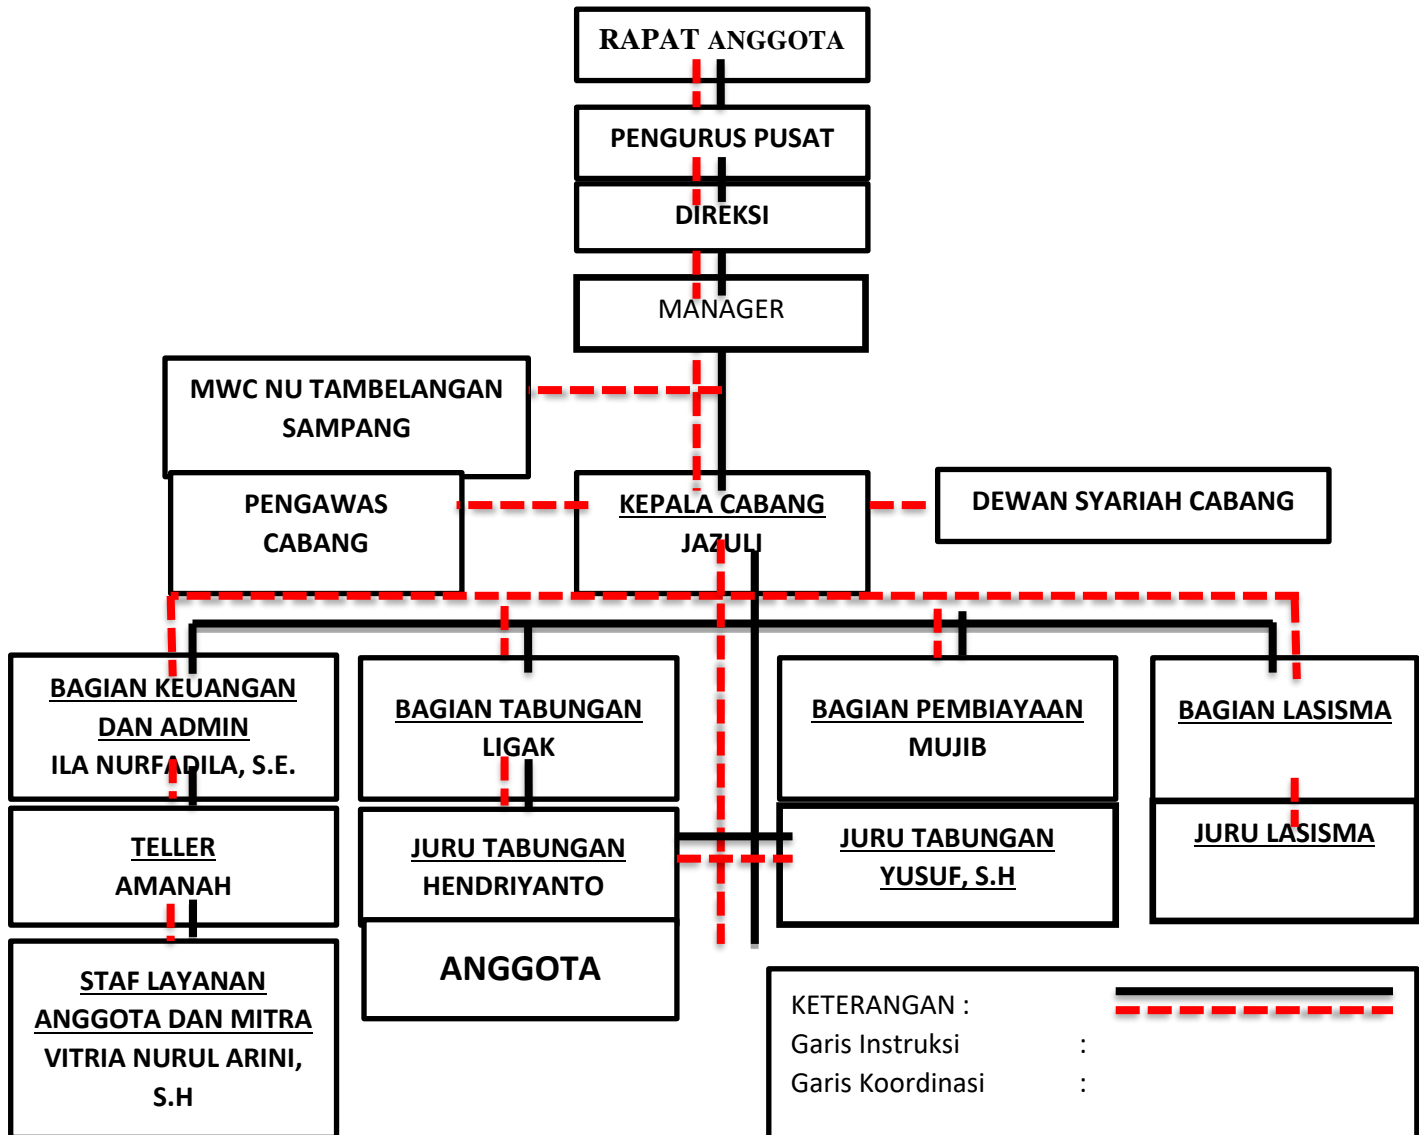 RAPAT ANGGOTA
PENGURUS PUSAT
DIREKSI
MANAGER
MWC NU TAMBELANGAN
SAMPANG
PENGAWAS
CABANG
KEPALA CABANG
JAZULI
DEWAN SYARIAH CABANG
BAGIAN KEUANGAN
DAN ADMIN
ILA NURFADILA, S.E.
BAGIAN TABUNGAN
LIGAK
BAGIAN PEMBIAYAAN
MUJIB
BAGIAN LASISMA
TELLER
AMANAH
JURU TABUNGAN
HENDRIYANTO
JURU TABUNGAN
YUSUF, S.H
JURU LASISMA
STAF LAYANAN
ANGGOTA DAN MITRA
VITRIA NURUL ARINI,
S.H
ANGGOTA
KETERANGAN :
Garis Instruksi :
Garis Koordinasi :